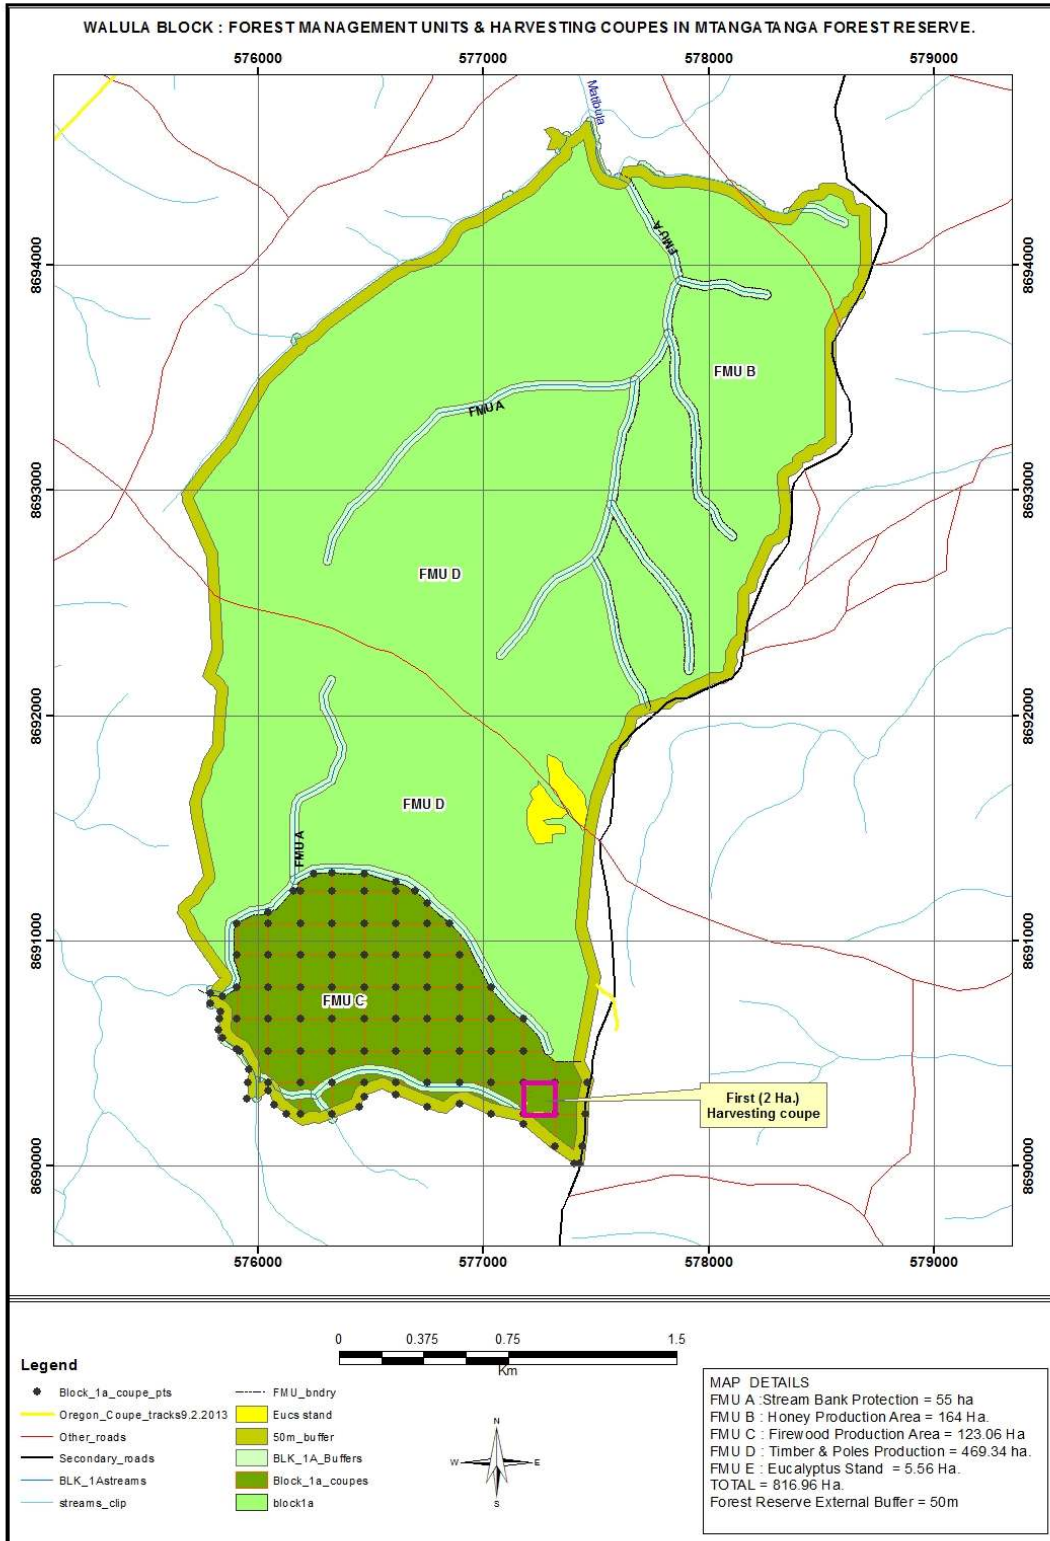 WALULA BLOCK : FOREST MANAGEMENT UNITS & HARVESTING COUPES IN MTANGATANGA FOREST RESERVE.
576000 577000 578000 579000
Matibula
FMU A
8694000 8694000
FMU B
FMU A
8693000 8693000
FMU D
8692000 8692000
FMU D
FMU A
8691000 8691000
FMU C
First (2 Ha.)
Harvesting coupe
8690000 8690000
576000 577000 578000 579000
0 0.375 0.75 1.5
Km
Legend
Block_1a_coupe_pts
Oregon_Coupe_tracks9.2.2013
Other_roads
Secondary_roads
BLK_1Astreams
streams_clip
FMU_bndry
Eucs stand
50m_buffer
BLK_1A_Buffers
Block_1a_coupes
block1a
N
W E
S
MAP DETAILS
FMU A :Stream Bank Protection = 55 ha
FMU B : Honey Production Area = 164 Ha.
FMU C : Firewood Production Area = 123.06 Ha
FMU D : Timber & Poles Production = 469.34 ha.
FMU E : Eucalyptus Stand = 5.56 Ha.
TOTAL = 816.96 Ha.
Forest Reserve External Buffer = 50m